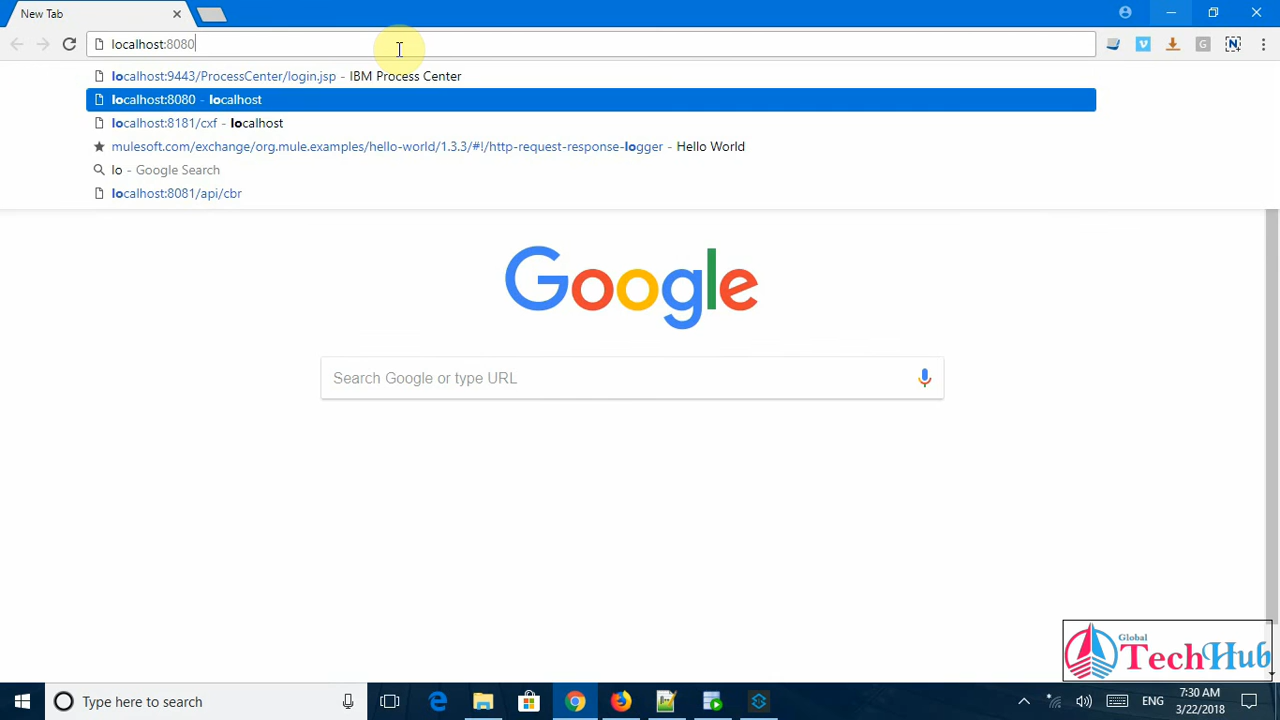 New Tab
localhost:8080
localhost:9443/ProcessCenter/login.jsp - IBM Process Center
localhost:8080 - localhost
localhost:8181/cxf - localhost
mulesoft.com/exchange/org.mule.examples/hello-world/1.3.3/#!/http-request-response-logger - Hello World
lo - Google Search
localhost:8081/api/cbr
Google
Search Google or type URL
Global
TechHub
Type here to search
ENG
7:30 AM
3/22/2018